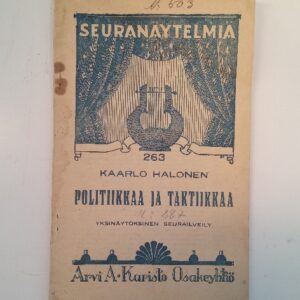 SEURANÄYTELMIÄ
263
KAARLO HALONEN
POLITIIKKAA JA TAKTIIKKAA
YKSINÄYTÖKSINEN SEURAILVEILY
Arvi A. Karisto Osakeyhtiö